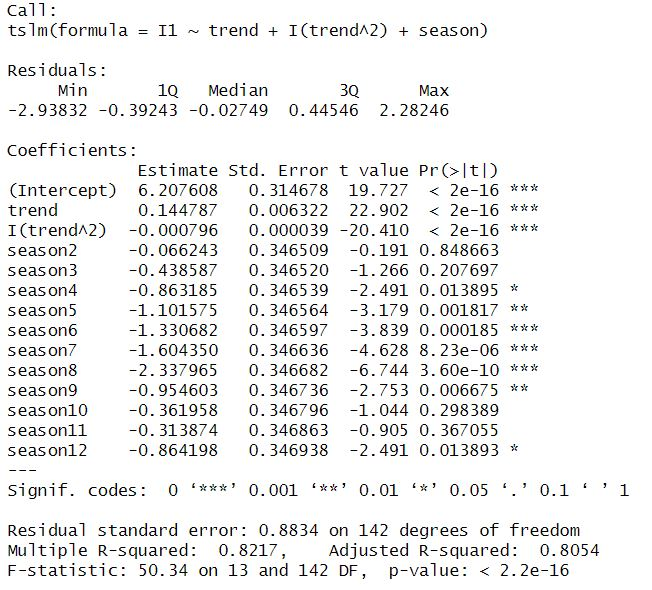 Call:
tslm(formula = I1 ~ trend + I(trend^2) + season)
Residuals:
     Min       1Q   Median       3Q      Max
-2.93832 -0.39243 -0.02749  0.44546  2.28246
Coefficients:
             Estimate Std. Error t value Pr(>|t|)
(Intercept)  6.207608   0.314678  19.727  < 2e-16 ***
trend        0.144787   0.006322  22.902  < 2e-16 ***
I(trend^2)  -0.000796   0.000039 -20.410  < 2e-16 ***
season2     -0.066243   0.346509  -0.191 0.848663
season3     -0.438587   0.346520  -1.266 0.207697
season4     -0.863185   0.346539  -2.491 0.013895 *
season5     -1.101575   0.346564  -3.179 0.001817 **
season6     -1.330682   0.346597  -3.839 0.000185 ***
season7     -1.604350   0.346636  -4.628 8.23e-06 ***
season8     -2.337965   0.346682  -6.744 3.60e-10 ***
season9     -0.954603   0.346736  -2.753 0.006675 **
season10    -0.361958   0.346796  -1.044 0.298389
season11    -0.313874   0.346863  -0.905 0.367055
season12    -0.864198   0.346938  -2.491 0.013893 *
---
Signif. codes:  0 ‘***’ 0.001 ‘**’ 0.01 ‘*’ 0.05 ‘.’ 0.1 ‘ ’ 1
Residual standard error: 0.8834 on 142 degrees of freedom
Multiple R-squared:  0.8217,    Adjusted R-squared:  0.8054
F-statistic: 50.34 on 13 and 142 DF,  p-value: < 2.2e-16